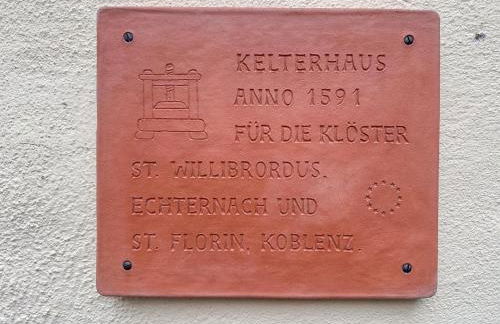 KELTERHAUS
ANNO 1591
FÜR DIE KLÖSTER
ST. WILLIBRORDUS.
ECHTERNACH UND
ST. FLORIN, KOBLENZ.